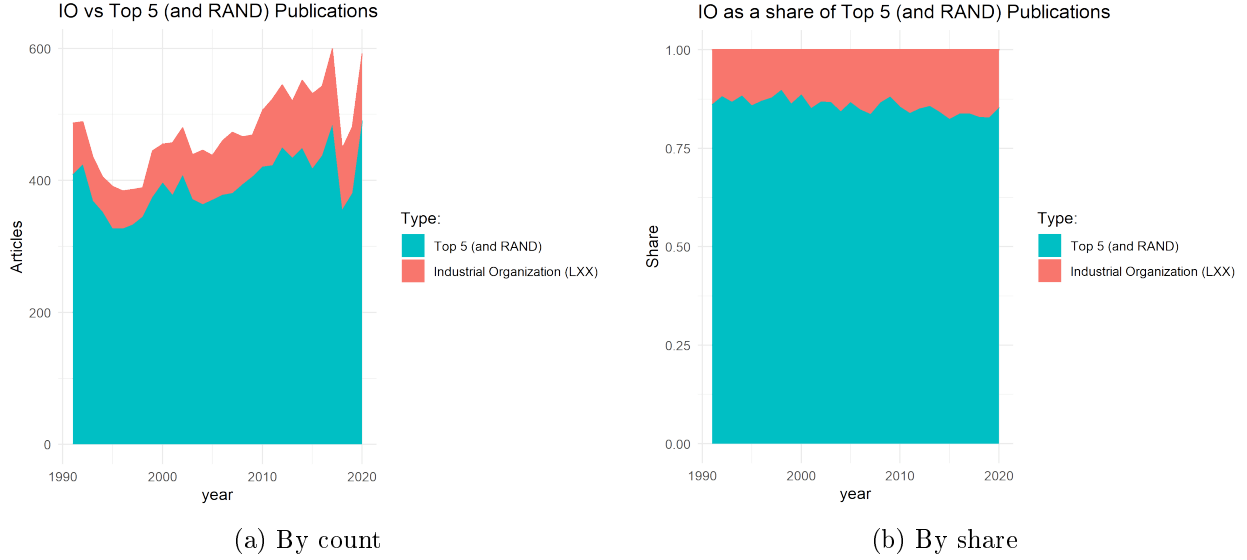 IO vs Top 5 (and RAND) Publications
600
400
200
0
Articles
1990
2000
2010
2020
year
Type:
Top 5 (and RAND)
Industrial Organization (LXX)
(a) By count
IO as a share of Top 5 (and RAND) Publications
1.00
0.75
0.50
0.25
0.00
Share
1990
2000
2010
2020
year
Type:
Top 5 (and RAND)
Industrial Organization (LXX)
(b) By share